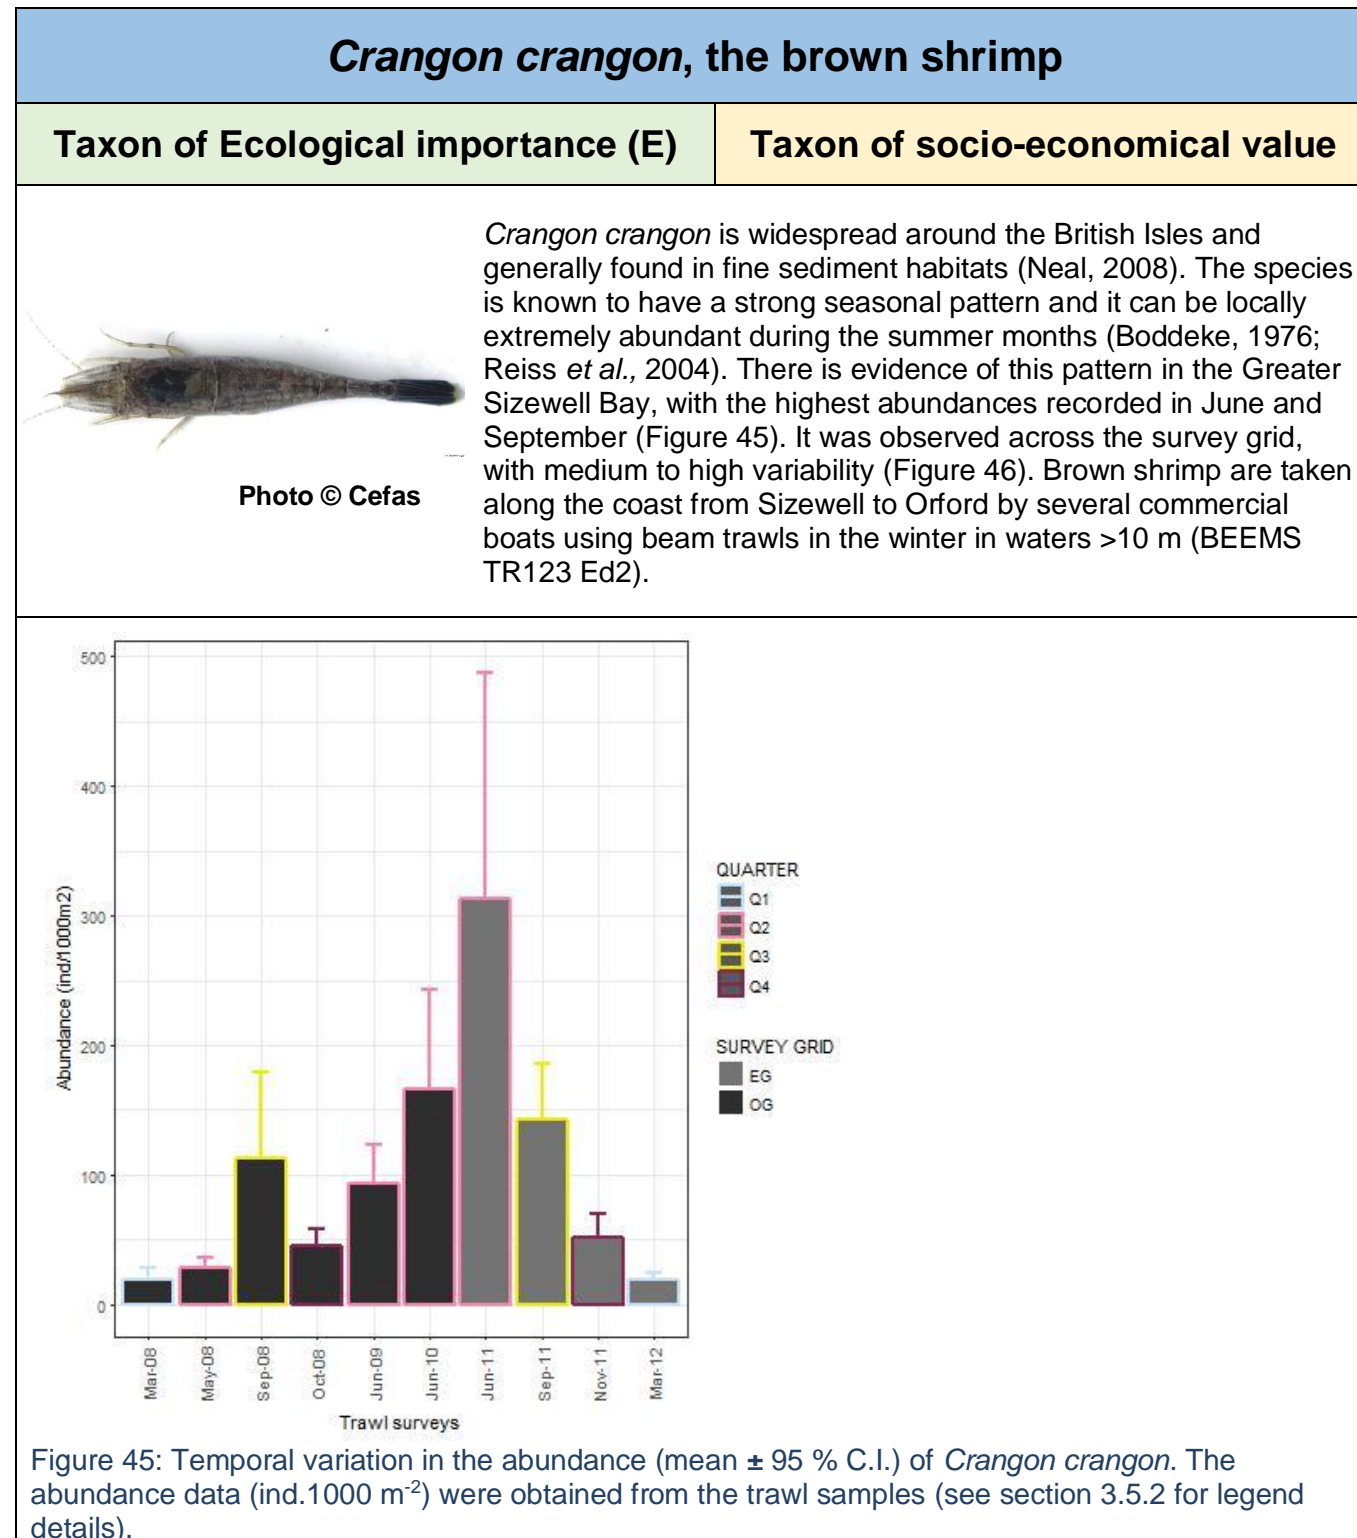 Crangon crangon, the brown shrimp
Taxon of Ecological importance (E)
Taxon of socio-economical value
Crangon crangon is widespread around the British Isles and
generally found in fine sediment habitats (Neal, 2008). The species
is known to have a strong seasonal pattern and it can be locally
extremely abundant during the summer months (Boddeke, 1976;
Reiss et al., 2004). There is evidence of this pattern in the Greater
Sizewell Bay, with the highest abundances recorded in June and
September (Figure 45). It was observed across the survey grid,
with medium to high variability (Figure 46). Brown shrimp are taken
along the coast from Sizewell to Orford by several commercial
boats using beam trawls in the winter in waters >10 m (BEEMS
TR123 Ed2).
Photo © Cefas
500
400
300
200
100
0
Abundance (ind/1000m2)
Mar-08
May-08
Sep-08
Oct-08
Jun-09
Jun-10
Jun-11
Sep-11
Nov-11
Mar-12
Trawl surveys
QUARTER
Q1
Q2
Q3
Q4
SURVEY GRID
EG
OG
Figure 45: Temporal variation in the abundance (mean ± 95 % C.I.) of Crangon crangon. The
abundance data (ind.1000 m-2) were obtained from the trawl samples (see section 3.5.2 for legend
details).